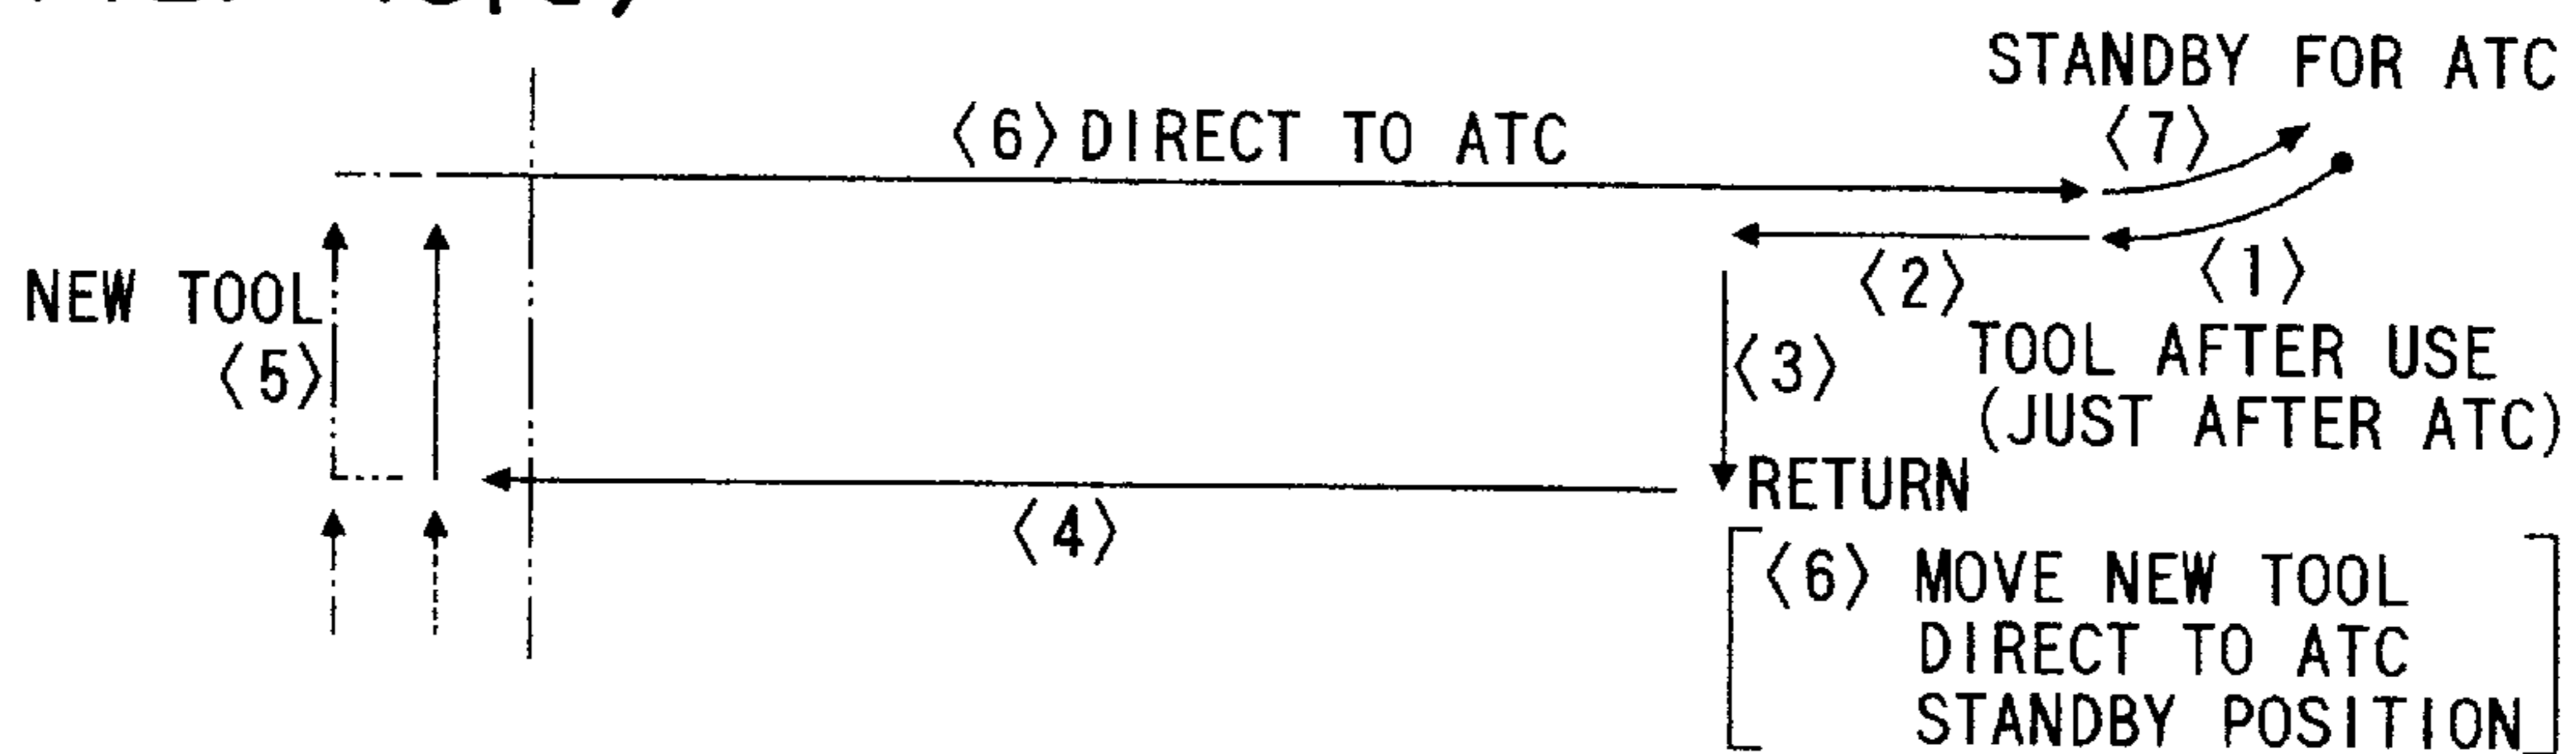 STANDBY FOR ATC
〈6〉DIRECT TO ATC
〈7〉
NEW TOOL
〈5〉
〈2〉
〈1〉
〈3〉
TOOL AFTER USE
(JUST AFTER ATC)
RETURN
〈4〉
〈6〉 MOVE NEW TOOL
DIRECT TO ATC
STANDBY POSITION